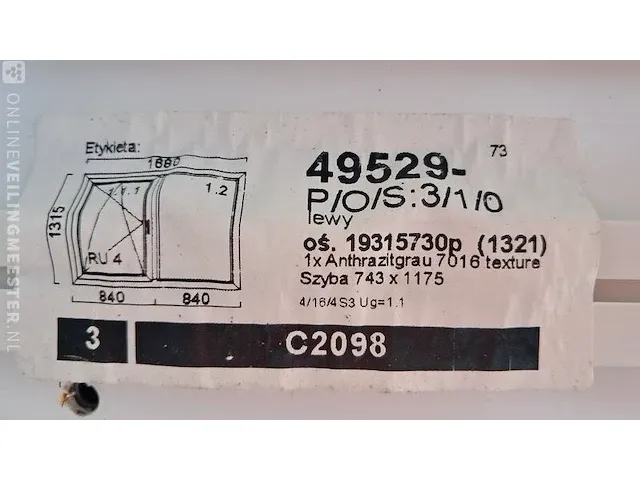 ONLINEVEILINGMEESTER.NL
Etykieta:
1680
1315
1.1.1
1.2
RU 4
840
840
49529-
73
P/O/S:3/1/0
lewy
oś. 19315730p (1321)
1x Anthrazitgrau 7016 texture
Szyba 743 x 1175
4/16/4S3 Ug=1.1
3
C2098